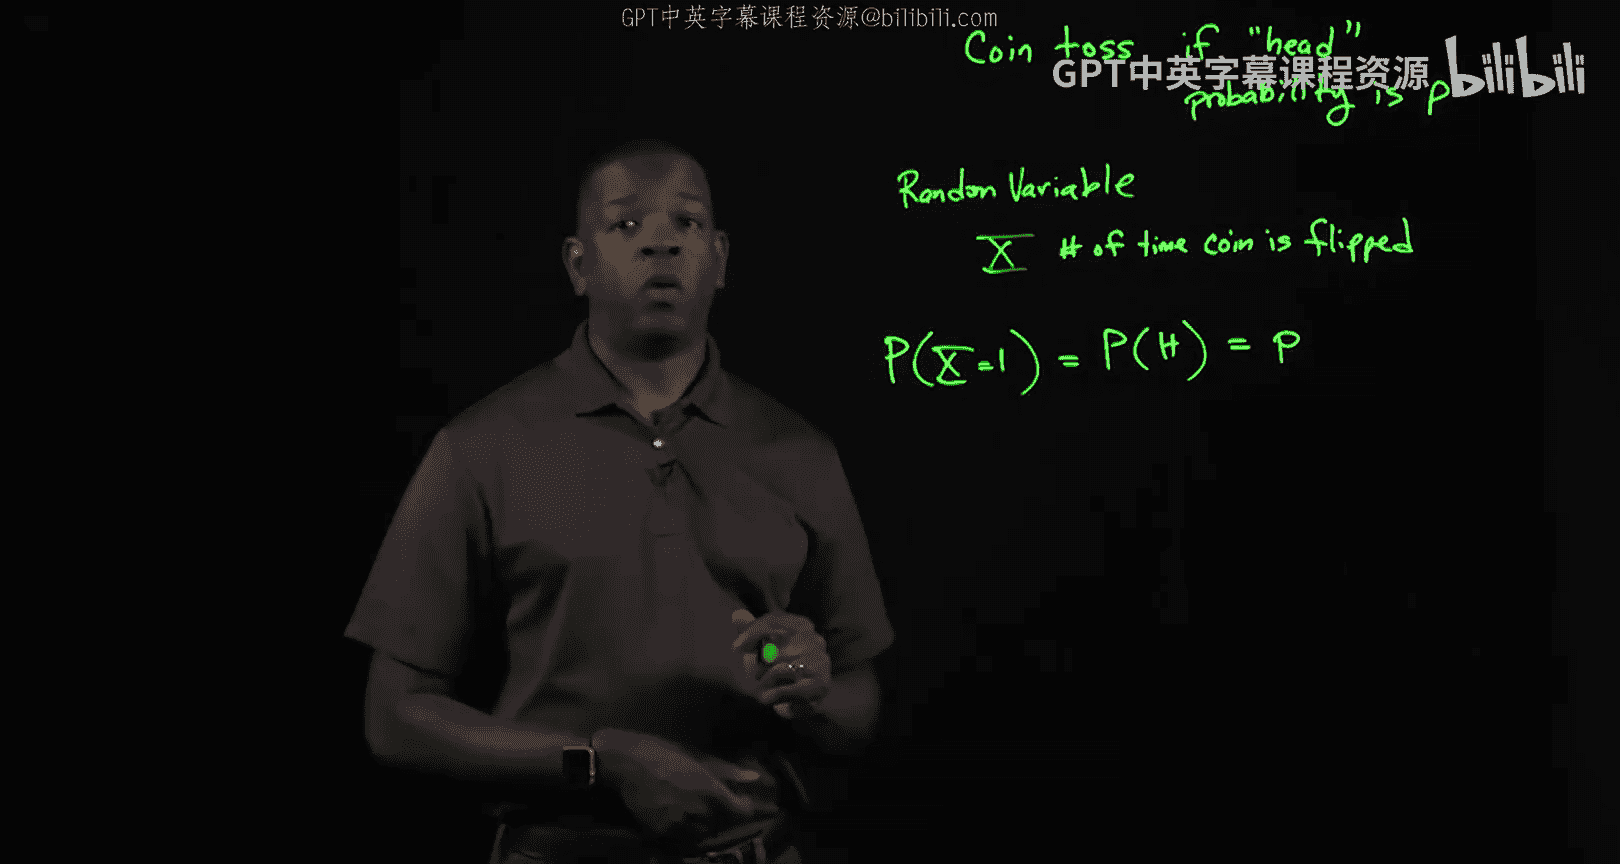 GPT中英字幕课程资源@bilibili.com
Coin toss if "head"
GPT中英字幕课程资源 bilibili
probability is p
Random Variable
X # of time coin is flipped
P(X=1) = P(H) = p